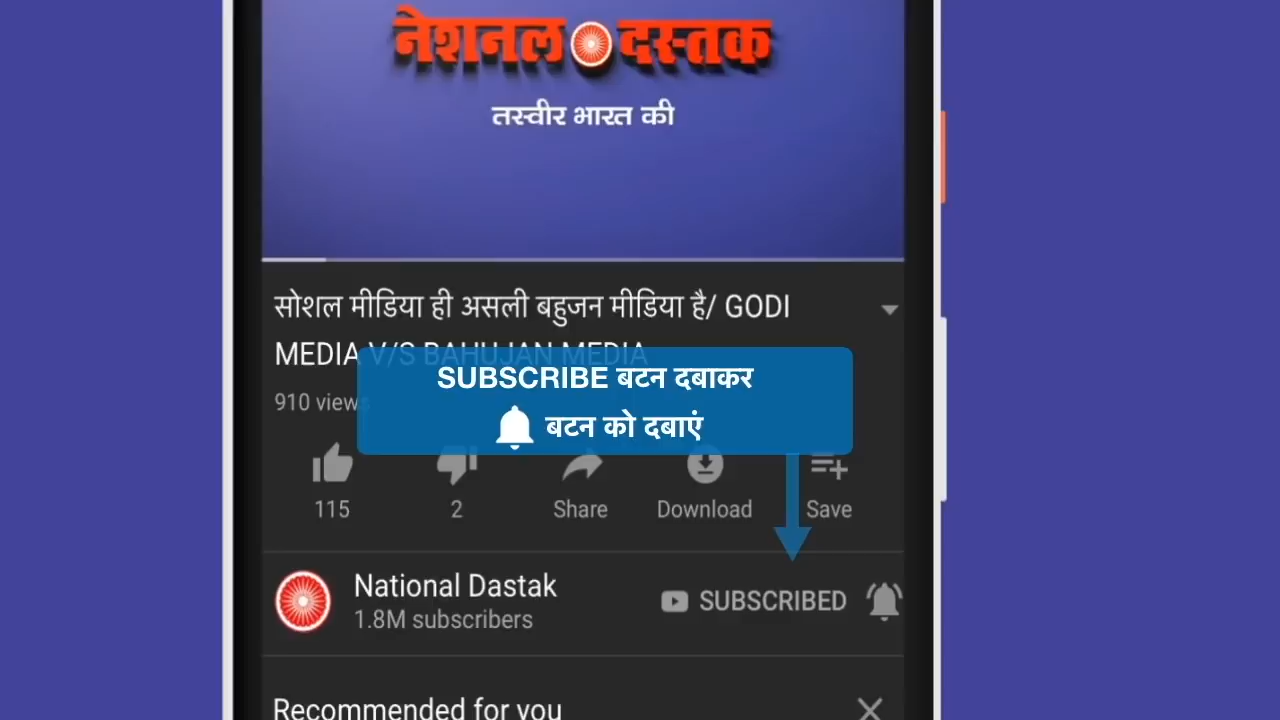 नेशनल दस्तक
तस्वीर भारत की
सोशल मीडिया ही असली बहुजन मीडिया है/ GODI
MEDIA V/S BAHUJAN MEDIA
910 views
SUBSCRIBE बटन दबाकर
बटन को दबाएं
115
2
Share
Download
Save
National Dastak
1.8M subscribers
SUBSCRIBED
Recommended for you